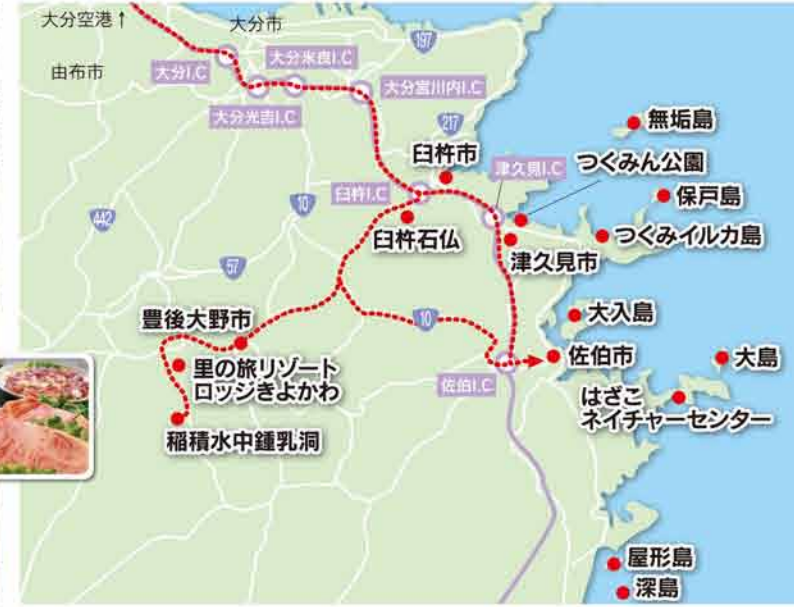 大分空港↑
大分市
197
由布市
大分I.C
大分米良I.C
大分宮川内I.C
大分光吉I.C
217
無垢島
臼杵市
津久見I.C
つくみん公園
臼杵I.C
10
保戸島
442
臼杵石仏
つくみイルカ島
津久見市
57
豊後大野市
10
大入島
里の旅リゾート
ロッジきよかわ
佐伯市
大島
佐伯I.C
はざこ
ネイチャーセンター
稲積水中鍾乳洞
屋形島
深島